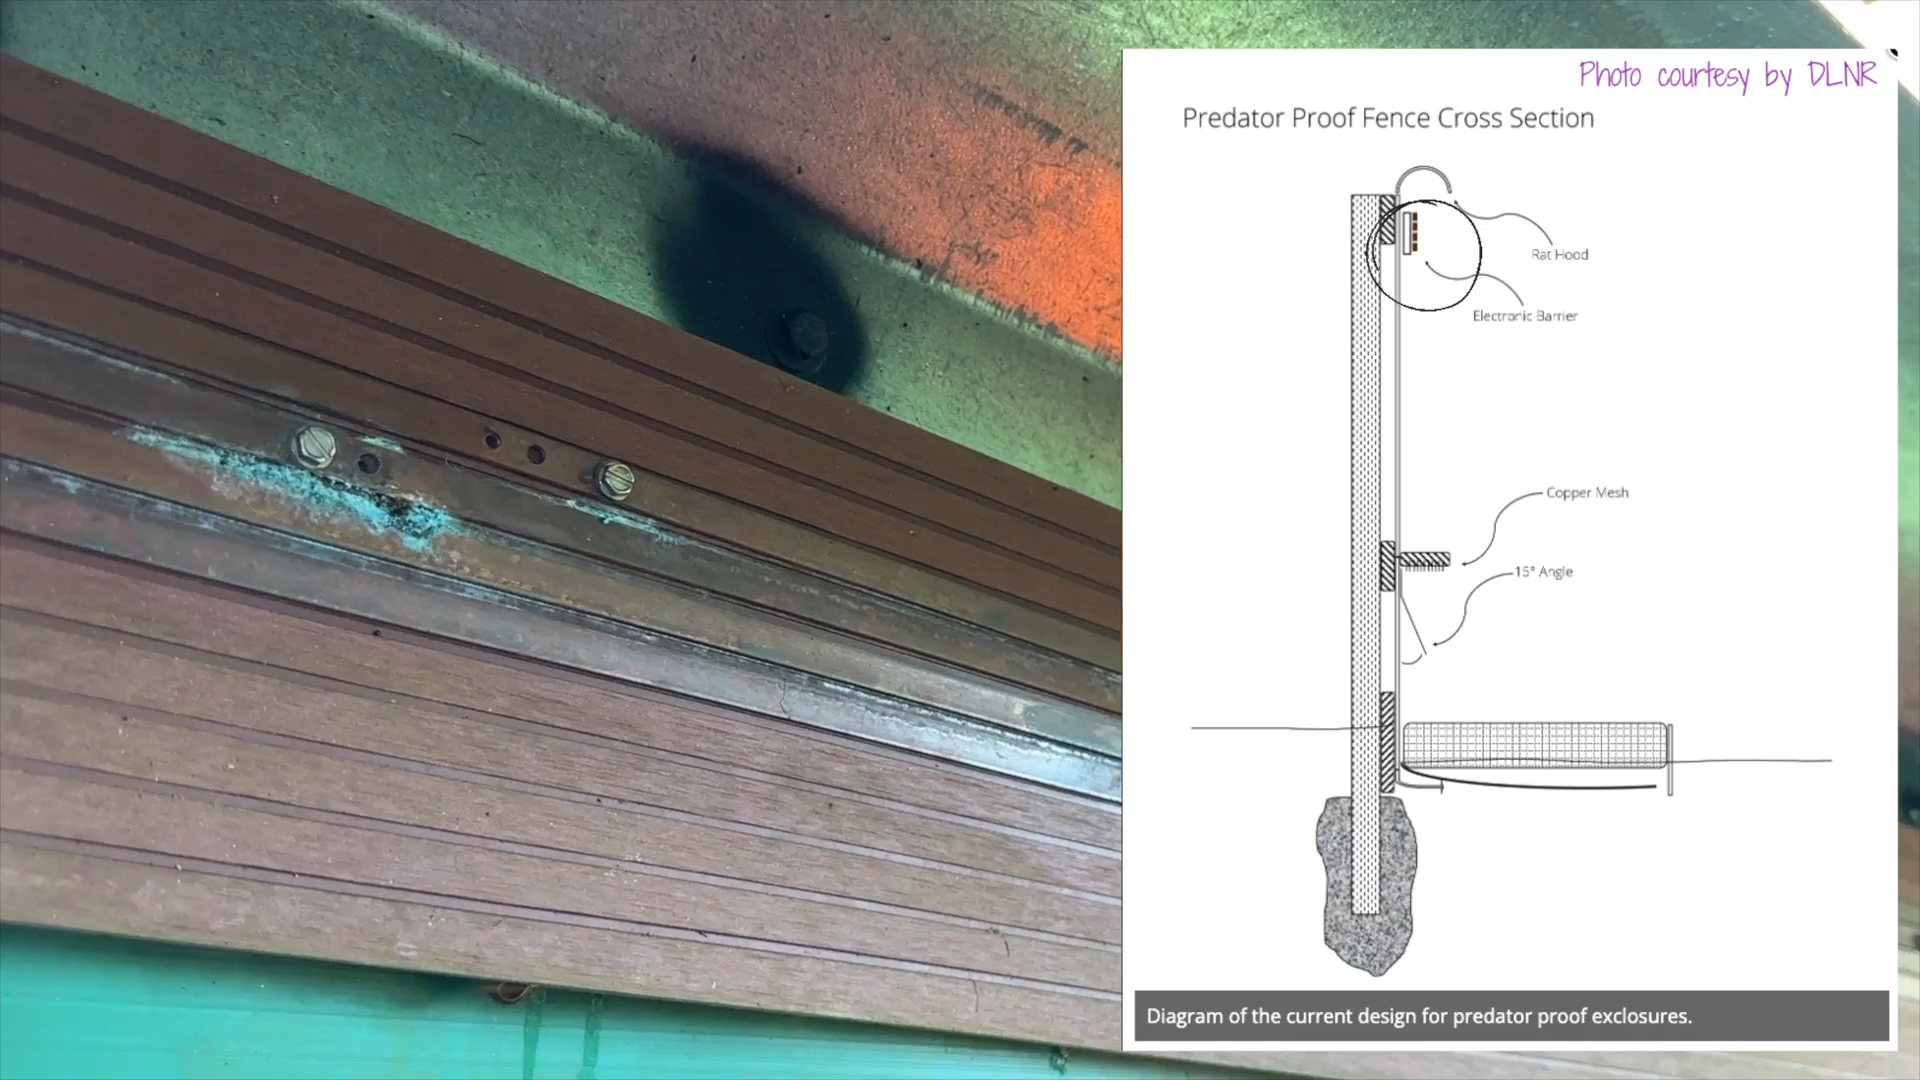 Photo courtesy by DLNR
Predator Proof Fence Cross Section
Rat Hood
Electronic Barrier
Copper Mesh
15° Angle
Diagram of the current design for predator proof exclosures.